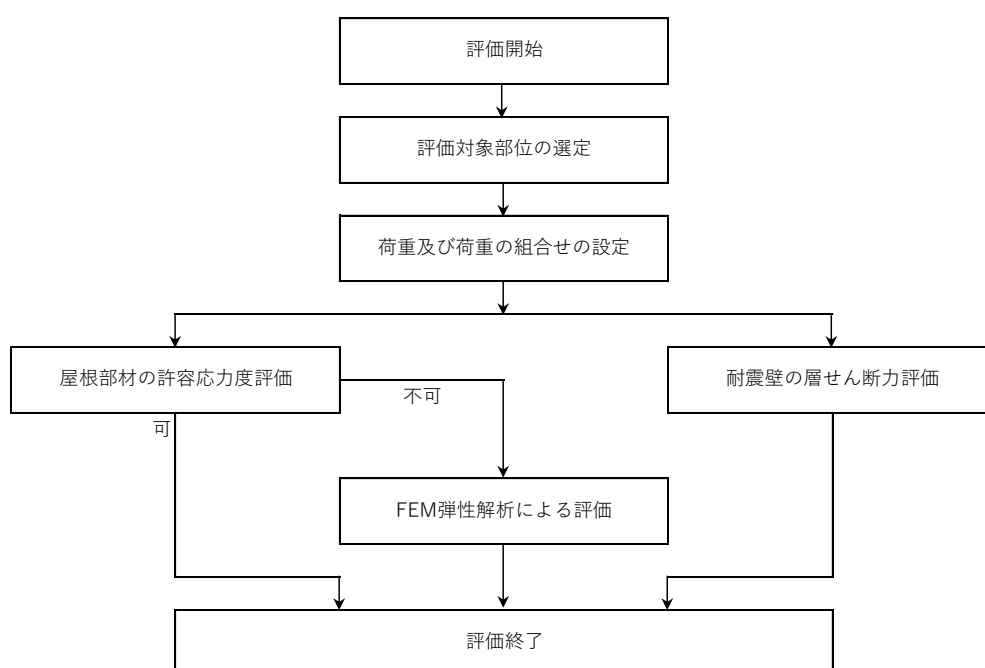 評価開始
評価対象部位の選定
荷重及び荷重の組合せの設定
屋根部材の許容応力度評価
耐震壁の層せん断力評価
不可
可
FEM弾性解析による評価
評価終了